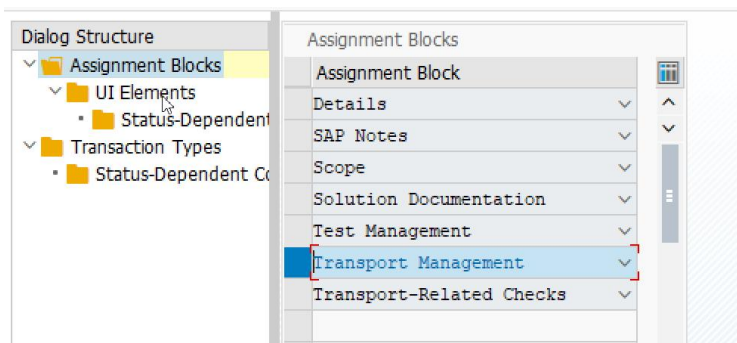 Dialog Structure
Assignment Blocks
UI Elements
Status-Dependent
Transaction Types
Status-Dependent Co
Assignment Blocks
Assignment Block
Details
SAP Notes
Scope
Solution Documentation
Test Management
Transport Management
Transport-Related Checks